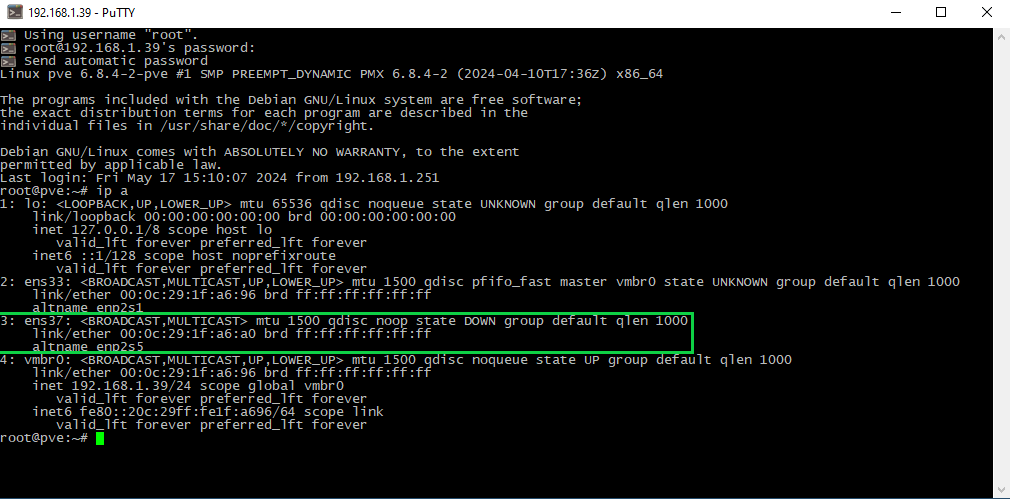 192.168.1.39 - PuTTY
Using username "root".
root@192.168.1.39's password:
Send automatic password
Linux pve 6.8.4-2-pve #1 SMP PREEMPT_DYNAMIC PMX 6.8.4-2 (2024-04-10T17:36Z) x86_64
The programs included with the Debian GNU/Linux system are free software;
the exact distribution terms for each program are described in the
individual files in /usr/share/doc/*/copyright.
Debian GNU/Linux comes with ABSOLUTELY NO WARRANTY, to the extent
permitted by applicable law.
Last login: Fri May 17 15:10:07 2024 from 192.168.1.251
root@pve:~# ip a
1: lo: <LOOPBACK,UP,LOWER_UP> mtu 65536 qdisc noqueue state UNKNOWN group default qlen 1000
link/loopback 00:00:00:00:00:00 brd 00:00:00:00:00:00
inet 127.0.0.1/8 scope host lo
valid_lft forever preferred_lft forever
inet6 ::1/128 scope host noprefixroute
valid_lft forever preferred_lft forever
2: ens33: <BROADCAST,MULTICAST,UP,LOWER_UP> mtu 1500 qdisc pfifo_fast master vmbr0 state UNKNOWN group default qlen 1000
link/ether 00:0c:29:1f:a6:96 brd ff:ff:ff:ff:ff:ff
altname enp2s1
3: ens37: <BROADCAST,MULTICAST> mtu 1500 qdisc noop state DOWN group default qlen 1000
link/ether 00:0c:29:1f:a6:a0 brd ff:ff:ff:ff:ff:ff
altname enp2s5
4: vmbr0: <BROADCAST,MULTICAST,UP,LOWER_UP> mtu 1500 qdisc noqueue state UP group default qlen 1000
link/ether 00:0c:29:1f:a6:96 brd ff:ff:ff:ff:ff:ff
inet 192.168.1.39/24 scope global vmbr0
valid_lft forever preferred_lft forever
inet6 fe80::20c:29ff:fe1f:a696/64 scope link
valid_lft forever preferred_lft forever
root@pve:~#